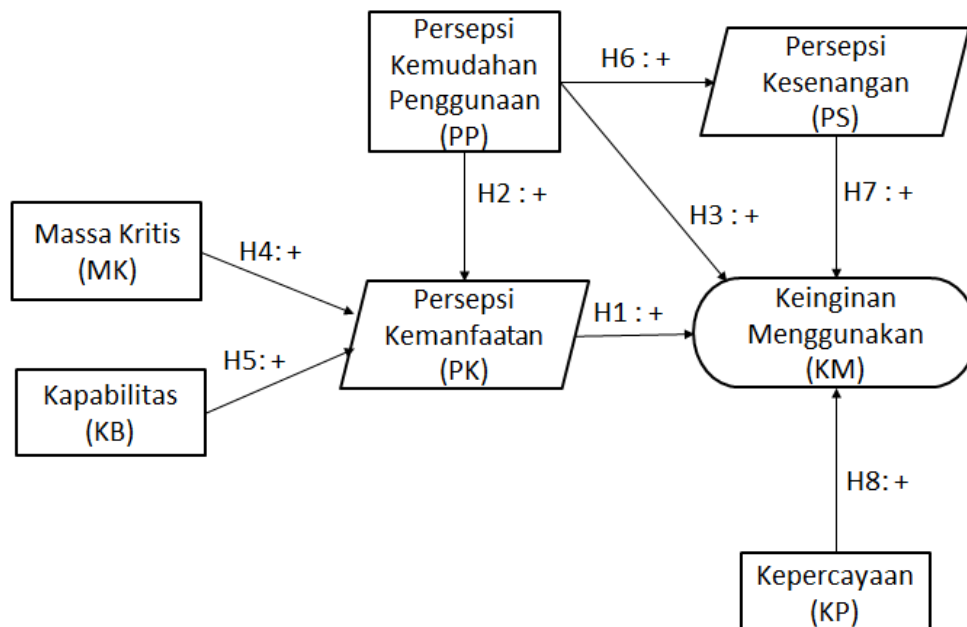 Persepsi
Kemudahan
Penggunaan
(PP)
H6 : +
Persepsi
Kesenangan
(PS)
H2 : +
H3 : +
H7 : +
Massa Kritis
(MK)
H4: +
Persepsi
Kemanfaatan
(PK)
H1 : +
Keinginan
Menggunakan
(KM)
H5: +
Kapabilitas
(KB)
H8: +
Kepercayaan
(KP)